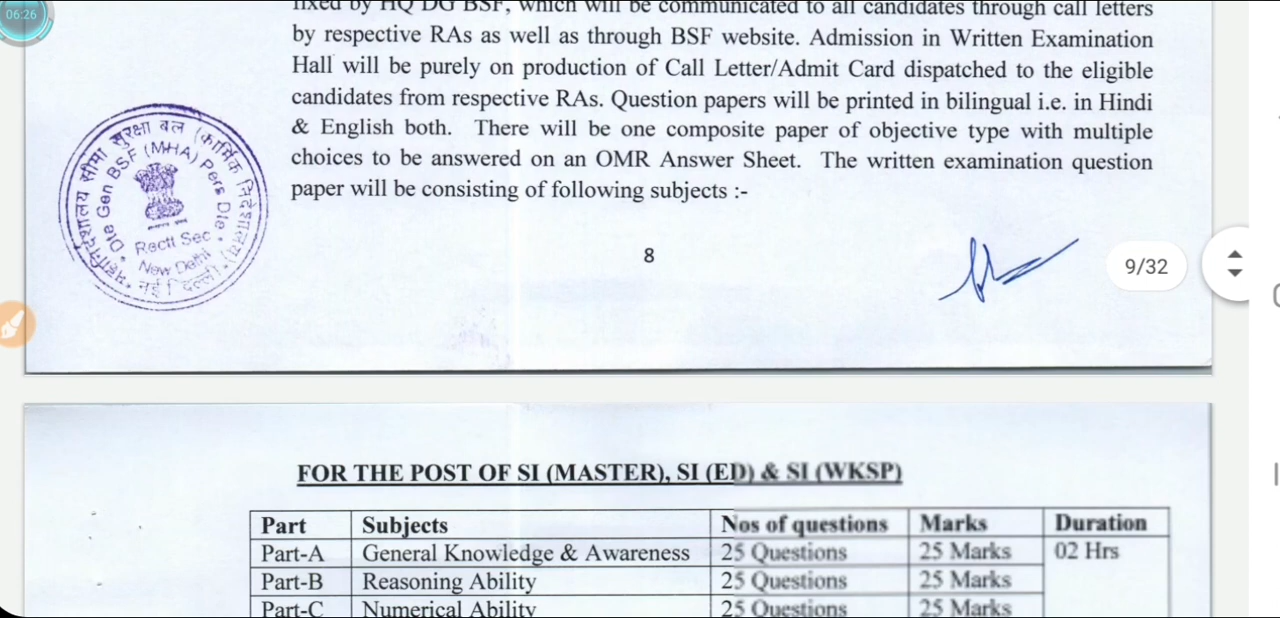 06:26
fixed by HQ DG BSF, which will be communicated to all candidates through call letters
by respective RAs as well as through BSF website. Admission in Written Examination
Hall will be purely on production of Call Letter/Admit Card dispatched to the eligible
candidates from respective RAs. Question papers will be printed in bilingual i.e. in Hindi
& English both. There will be one composite paper of objective type with multiple
choices to be answered on an OMR Answer Sheet. The written examination question
paper will be consisting of following subjects :-
महानिदेशालय सीमा सुरक्षा बल (कार्मिक निदेशालय)
नई दिल्ली
Dte Gen BSF (MHA) Pers Dte
Rectt Sec
New Delhi
8
9/32
FOR THE POST OF SI (MASTER), SI (ED) & SI (WKSP)
Part Subjects Nos of questions Marks Duration
Part-A General Knowledge & Awareness 25 Questions 25 Marks 02 Hrs
Part-B Reasoning Ability 25 Questions 25 Marks
Part-C Numerical Ability 25 Questions 25 Marks